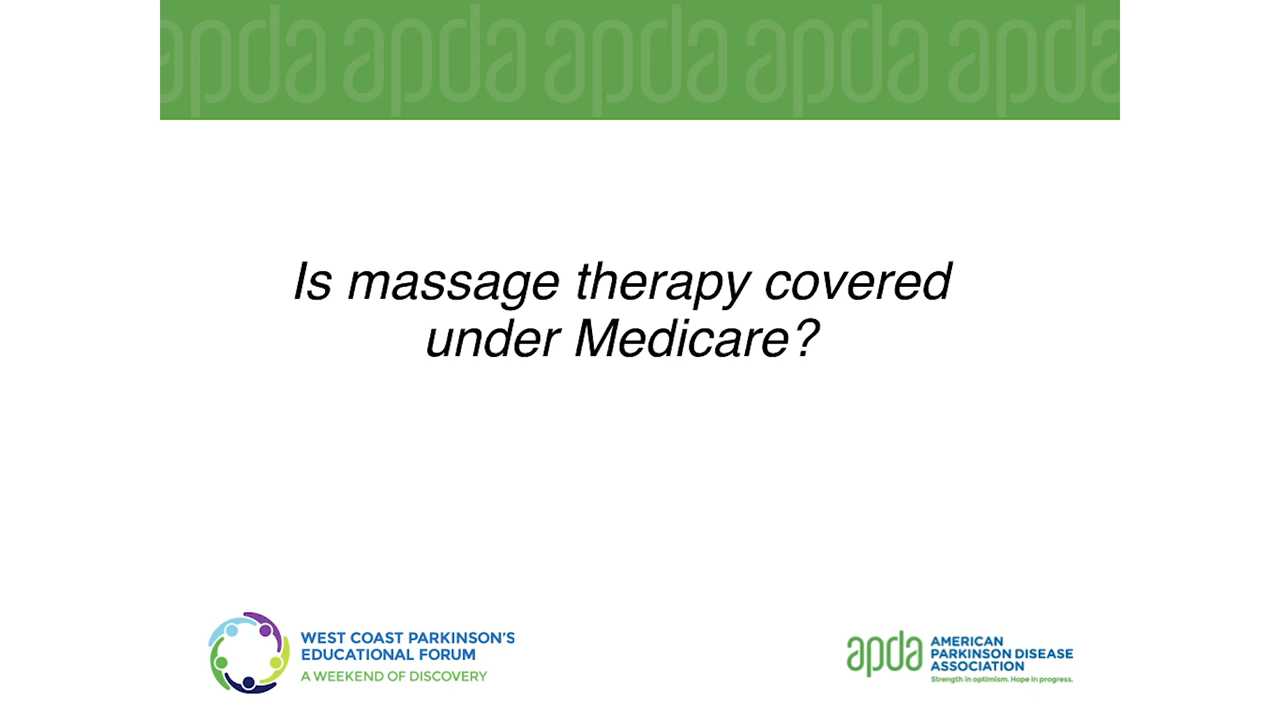 apda apda apda apda apda
Is massage therapy covered
under Medicare?
WEST COAST PARKINSON'S
EDUCATIONAL FORUM
A WEEKEND OF DISCOVERY
apda
AMERICAN
PARKINSON DISEASE
ASSOCIATION
Strength in optimism. Hope in progress.